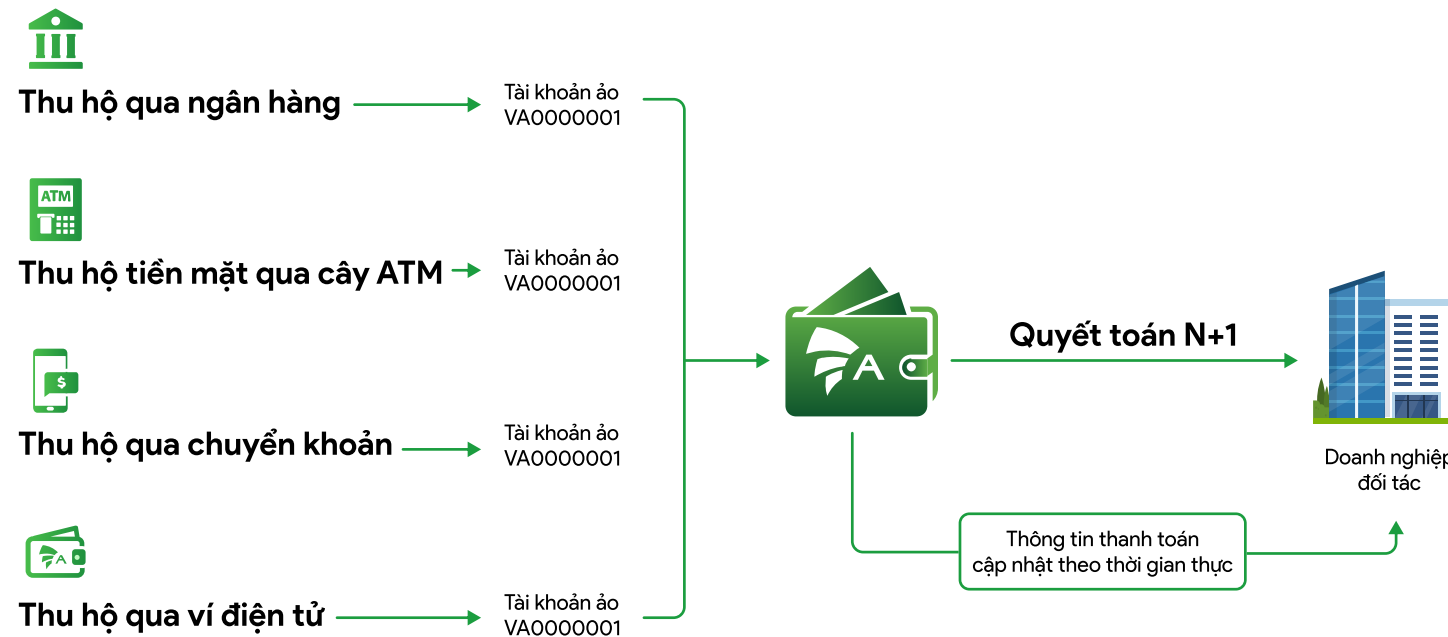 Thu hộ qua ngân hàng
Tài khoản ảo
VA0000001
ATM
Thu hộ tiền mặt qua cây ATM
Tài khoản ảo
VA0000001
$
Thu hộ qua chuyển khoản
Tài khoản ảo
VA0000001
A
Thu hộ qua ví điện tử
Tài khoản ảo
VA0000001
A
Quyết toán N+1
Doanh nghiệp
đối tác
Thông tin thanh toán
cập nhật theo thời gian thực